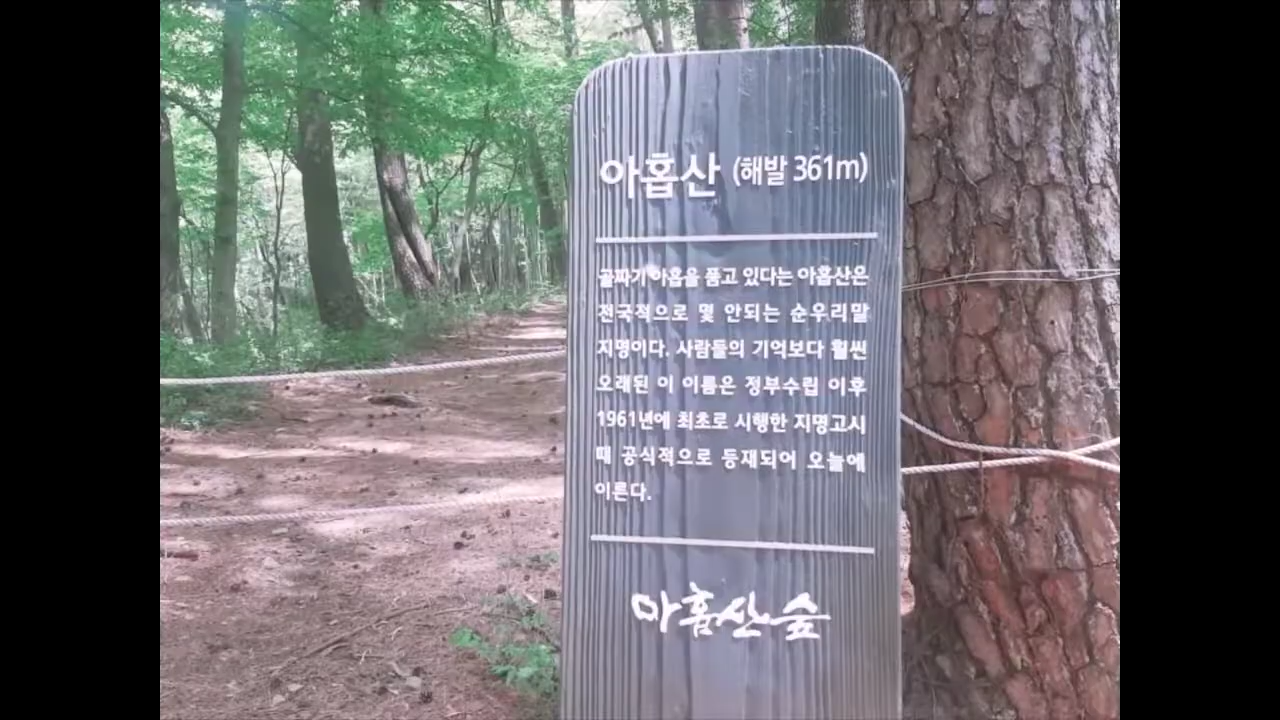 아홉산 (해발 361m)
골짜기 아홉을 품고 있다는 아홉산은
전국적으로 몇 안되는 순우리말
지명이다. 사람들의 기억보다 훨씬
오래된 이 이름은 정부수립 이후
1961년에 최초로 시행한 지명고시
때 공식적으로 등재되어 오늘에
이른다.
아홉산숲